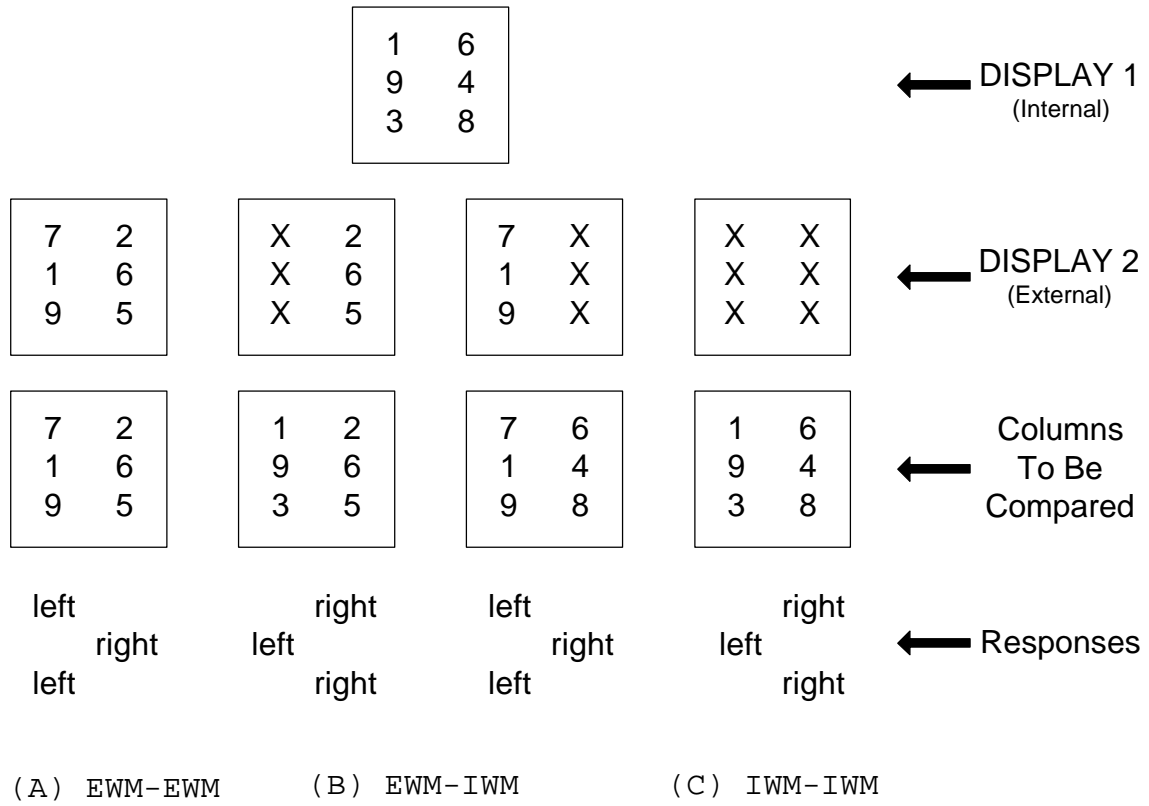 1 6
9 4
3 8
DISPLAY 1
(Internal)
7 2 X 2 7 X X X
1 6 X 6 1 X X X
9 5 X 5 9 X X X
DISPLAY 2
(External)
7 2 1 2 7 6 1 6
1 6 9 6 1 4 9 4
9 5 3 5 9 8 3 8
Columns
To Be
Compared
left right left right
right left right left
left right left right
Responses
(A) EWM-EWM (B) EWM-IWM (C) IWM-IWM